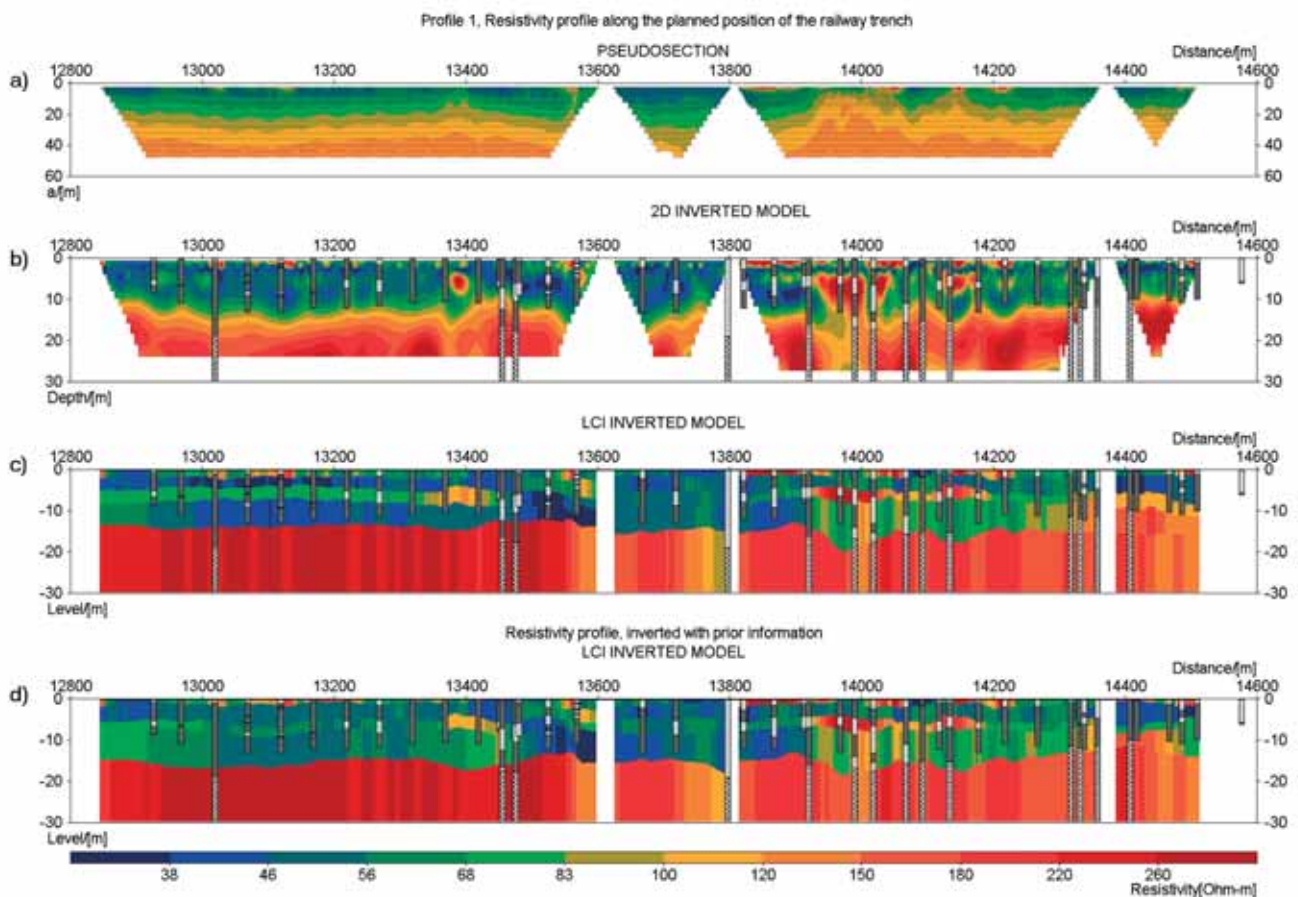 Profile 1, Resistivity profile along the planned position of the railway trench
PSEUDOSECTION
Distance/[m]
a)
12800 13000 13200 13400 13600 13800 14000 14200 14400 14600
0 0
20 20
40 40
60 60
a/[m]
2D INVERTED MODEL
Distance/[m]
12800 13000 13200 13400 13600 13800 14000 14200 14400 14600
b)
0 0
10 10
20 20
30 30
Depth/[m]
LCI INVERTED MODEL
Distance/[m]
12800 13000 13200 13400 13600 13800 14000 14200 14400 14600
c)
0 0
-10 -10
-20 -20
-30 -30
Level/[m]
Resistivity profile, inverted with prior information
LCI INVERTED MODEL
Distance/[m]
12800 13000 13200 13400 13600 13800 14000 14200 14400 14600
d)
0 0
-10 -10
-20 -20
-30 -30
Level/[m]
38 46 56 68 83 100 120 150 180 220 260
Resistivity[Ohm-m]